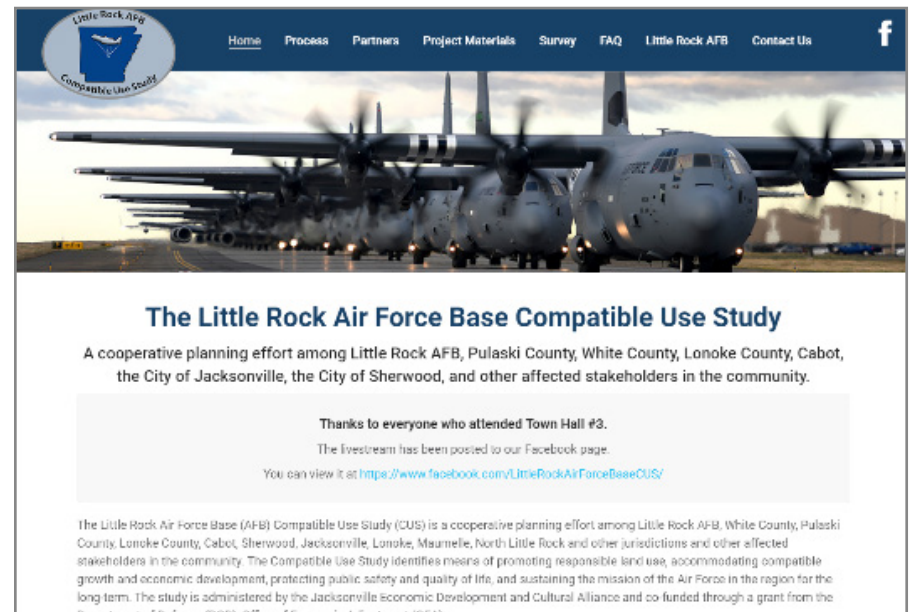 Little Rock AFB
Compatible Use Study
Home Process Partners Project Materials Survey FAQ Little Rock AFB Contact Us
f
The Little Rock Air Force Base Compatible Use Study
A cooperative planning effort among Little Rock AFB, Pulaski County, White County, Lonoke County, Cabot,
the City of Jacksonville, the City of Sherwood, and other affected stakeholders in the community.
Thanks to everyone who attended Town Hall #3.
The livestream has been posted to our Facebook page.
You can view it at https://www.facebook.com/LittleRockAirForceBaseCUS/
The Little Rock Air Force Base (AFB) Compatible Use Study (CUS) is a cooperative planning effort among Little Rock AFB, White County, Pulaski
County, Lonoke County, Cabot, Sherwood, Jacksonville, Lonoke, Maumelle, North Little Rock and other jurisdictions and other affected
stakeholders in the community. The Compatible Use Study identifies means of promoting responsible land use, accommodating compatible
growth and economic development, protecting public safety and quality of life, and sustaining the mission of the Air Force in the region for the
long-term. The study is administered by the Jacksonville Economic Development and Cultural Alliance and co-funded through a grant from the